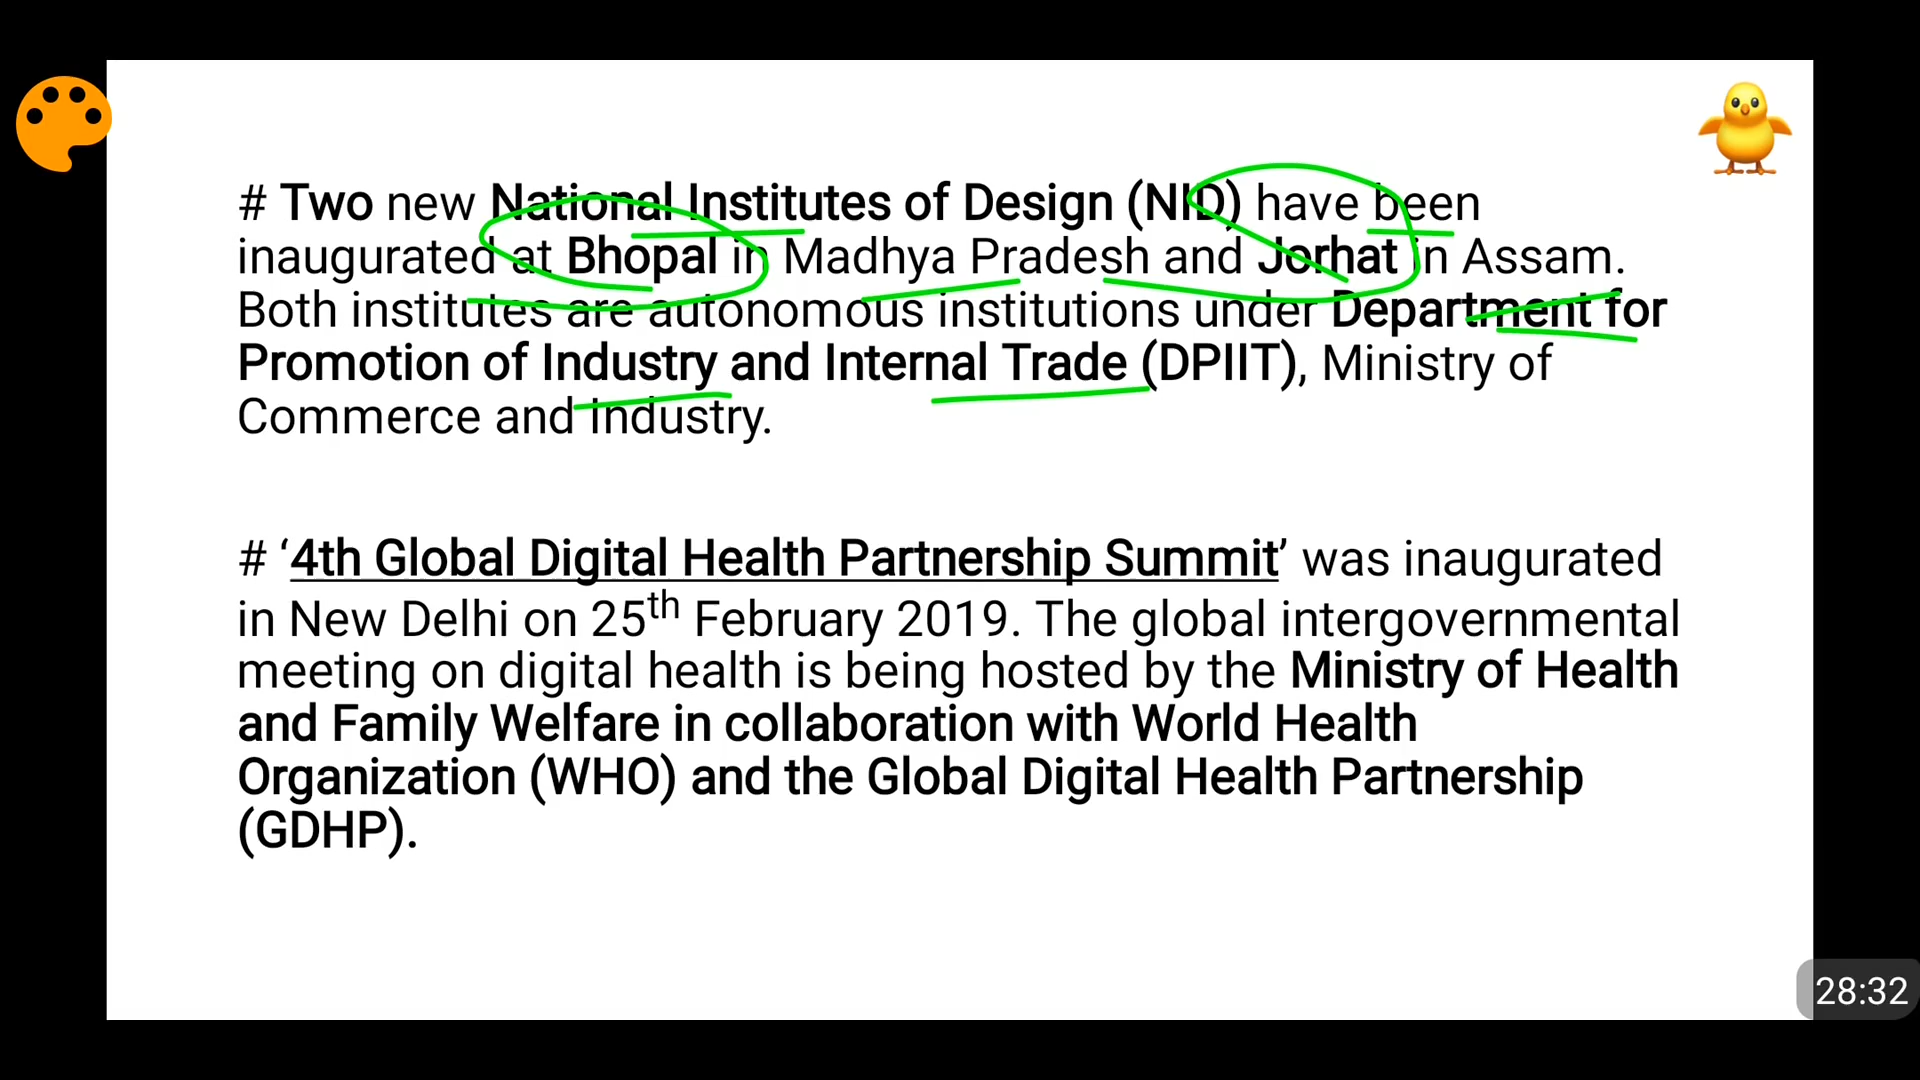 # Two new National Institutes of Design (NID) have been
inaugurated at Bhopal in Madhya Pradesh and Jorhat in Assam.
Both institutes are autonomous institutions under Department for
Promotion of Industry and Internal Trade (DPIIT), Ministry of
Commerce and Industry.
# ‘4th Global Digital Health Partnership Summit’ was inaugurated
in New Delhi on 25th February 2019. The global intergovernmental
meeting on digital health is being hosted by the Ministry of Health
and Family Welfare in collaboration with World Health
Organization (WHO) and the Global Digital Health Partnership
(GDHP).
28:32